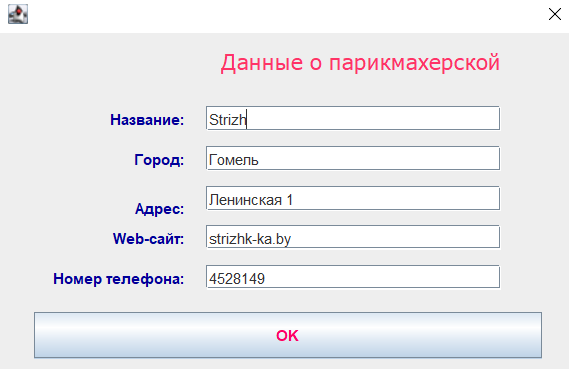 Данные о парикмахерской
Название: Strizh
Город: Гомель
Адрес: Ленинская 1
Web-сайт: strizhk-ka.by
Номер телефона: 4528149
OK